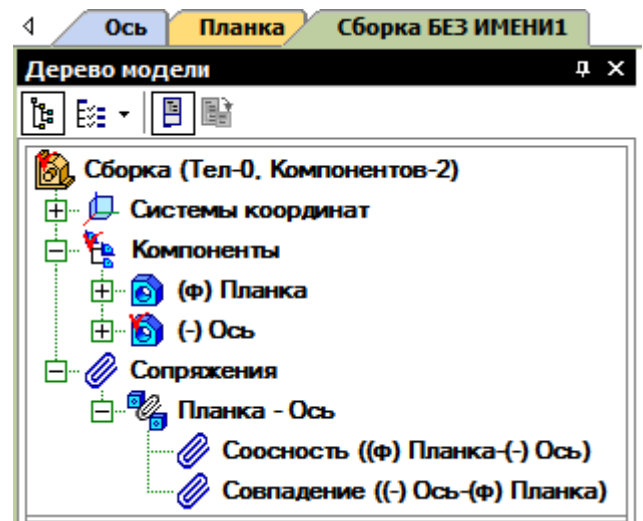 Ось Планка Сборка БЕЗ ИМЕНИ1
Дерево модели
Сборка (Тел-0, Компонентов-2)
Системы координат
Компоненты
(ф) Планка
(-) Ось
Сопряжения
Планка - Ось
Соосность ((ф) Планка-(-) Ось)
Совпадение ((-) Ось-(ф) Планка)